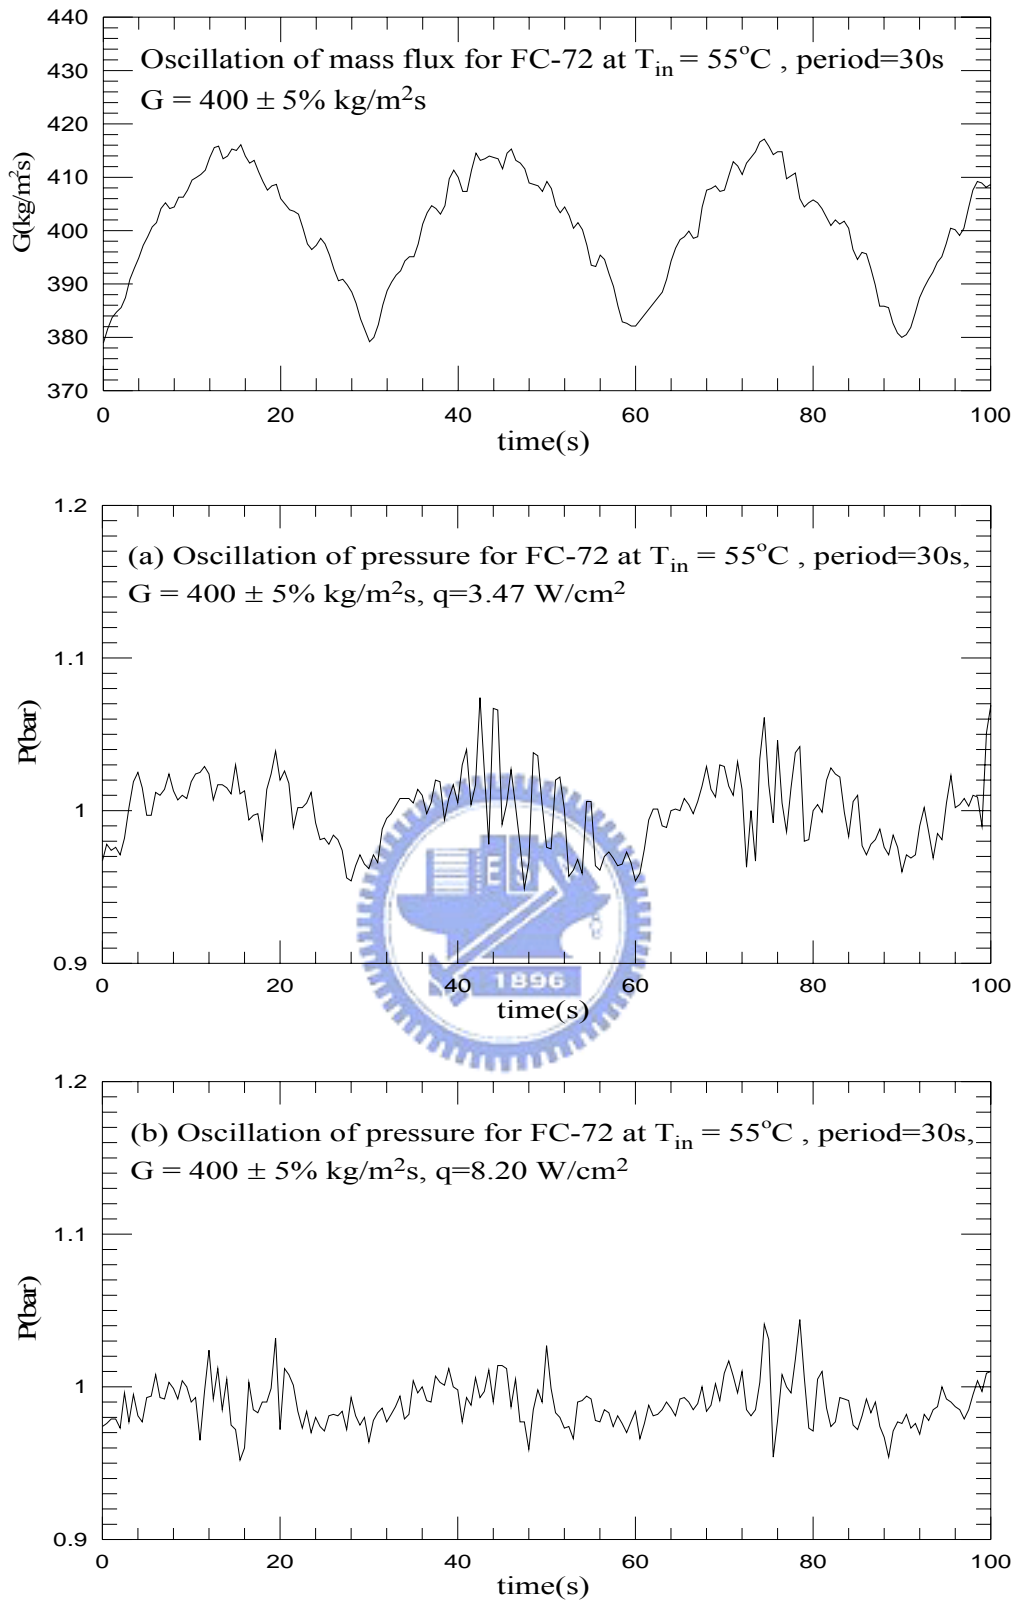 440
Oscillation of mass flux for FC-72 at Tin = 55°C , period=30s
430
G = 400 ± 5% kg/m²s
420
410
400
390
380
370
G(kg/m²s)
0 20 40 60 80 100
time(s)
1.2
(a) Oscillation of pressure for FC-72 at Tin = 55°C , period=30s,
G = 400 ± 5% kg/m²s, q=3.47 W/cm²
1.1
P(bar)
1
ES
0.9
1896
0 20 40 60 80 100
time(s)
1.2
(b) Oscillation of pressure for FC-72 at Tin = 55°C , period=30s,
G = 400 ± 5% kg/m²s, q=8.20 W/cm²
1.1
P(bar)
1
0.9
0 20 40 60 80 100
time(s)